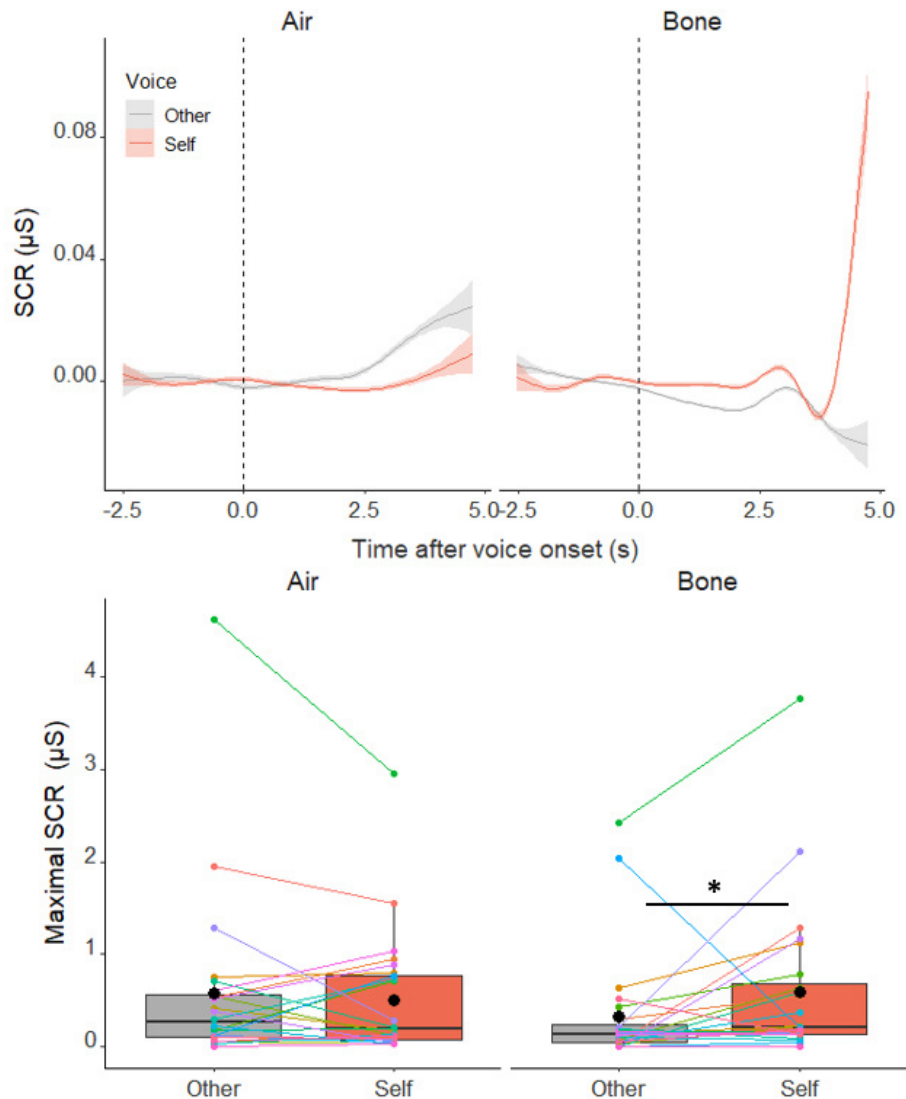 Air Bone
Voice
Other
Self
SCR (µS)
0.08
0.04
0.00
-2.5 0.0 2.5 5.0 -2.5 0.0 2.5 5.0
Time after voice onset (s)
Air Bone
Maximal SCR (µS)
4
3
2
1
0
*
Other Self Other Self